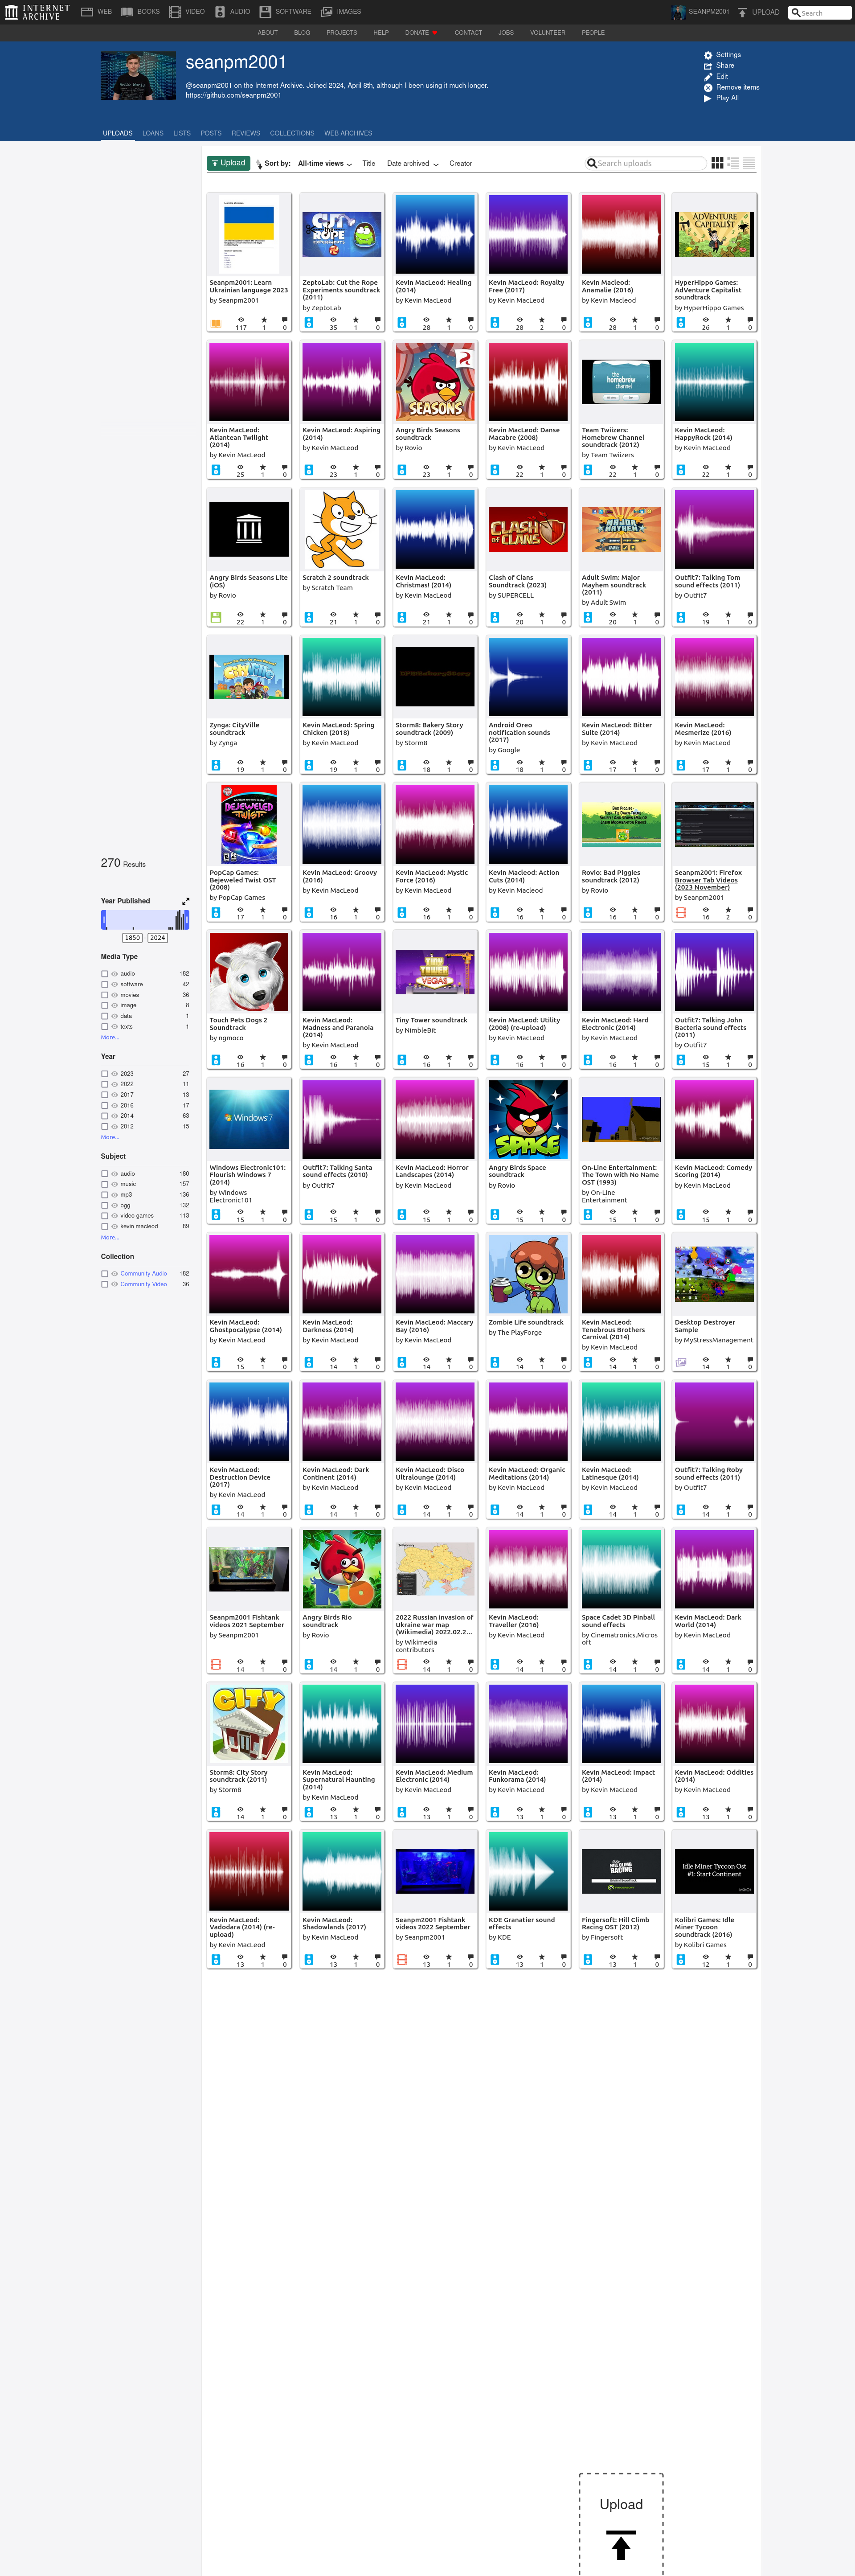 INTERNET ARCHIVE
WEB BOOKS VIDEO AUDIO SOFTWARE IMAGES SEANPM2001 UPLOAD Search
ABOUT BLOG PROJECTS HELP DONATE CONTACT JOBS VOLUNTEER PEOPLE
seanpm2001
@seanpm2001 on the Internet Archive. Joined 2024, April 8th, although I been using it much longer.
https://github.com/seanpm2001
Settings
Share
Edit
Remove items
Play All
UPLOADS LOANS LISTS POSTS REVIEWS COLLECTIONS WEB ARCHIVES
Upload Sort by: All-time views Title Date archived Creator Search uploads
270 Results
Year Published
1850 - 2024
Media Type
audio 182
software 42
movies 36
image 8
data 1
texts 1
More...
Year
2023 27
2022 11
2017 13
2016 17
2014 63
2012 15
More...
Subject
audio 180
music 157
mp3 136
ogg 132
video games 113
kevin macleod 89
More...
Collection
Community Audio 182
Community Video 36
Seanpm2001: Learn Ukrainian language 2023
by Seanpm2001
117 1 0
CUT the ROPE EXPERIMENTS
ZeptoLab: Cut the Rope Experiments soundtrack (2011)
by ZeptoLab
35 1 0
Kevin MacLeod: Healing (2014)
by Kevin MacLeod
28 1 0
Kevin MacLeod: Royalty Free (2017)
by Kevin MacLeod
28 2 0
Kevin Macleod: Anamalie (2016)
by Kevin Macleod
28 1 0
ADVENTURE CAPITALI$T
HyperHippo Games: AdVenture Capitalist soundtrack
by HyperHippo Games
26 1 0
Kevin MacLeod: Atlantean Twilight (2014)
by Kevin MacLeod
25 1 0
Kevin MacLeod: Aspiring (2014)
by Kevin MacLeod
23 1 0
SEASONS
Angry Birds Seasons soundtrack
by Rovio
23 1 0
Kevin MacLeod: Danse Macabre (2008)
by Kevin MacLeod
22 1 0
the homebrew channel
Team Twiizers: Homebrew Channel soundtrack (2012)
by Team Twiizers
22 1 0
Kevin MacLeod: HappyRock (2014)
by Kevin MacLeod
22 1 0
Angry Birds Seasons Lite (iOS)
by Rovio
22 1 0
Scratch 2 soundtrack
by Scratch Team
21 1 0
Kevin MacLeod: Christmas! (2014)
by Kevin MacLeod
21 1 0
CLASH OF CLANS
Clash of Clans Soundtrack (2023)
by SUPERCELL
20 1 0
MAJOR MAYHEM
Adult Swim: Major Mayhem soundtrack (2011)
by Adult Swim
20 1 0
Outfit7: Talking Tom sound effects (2011)
by Outfit7
19 1 0
CITYVILLE
Zynga: CityVille soundtrack
by Zynga
19 1 0
Kevin MacLeod: Spring Chicken (2018)
by Kevin MacLeod
19 1 0
Storm8: Bakery Story soundtrack (2009)
by Storm8
18 1 0
Android Oreo notification sounds (2017)
by Google
18 1 0
Kevin MacLeod: Bitter Suite (2014)
by Kevin MacLeod
17 1 0
Kevin MacLeod: Mesmerize (2016)
by Kevin MacLeod
17 1 0
BEJEWELED TWIST
PopCap Games: Bejeweled Twist OST (2008)
by PopCap Games
17 1 0
Kevin MacLeod: Groovy (2016)
by Kevin MacLeod
16 1 0
Kevin MacLeod: Mystic Force (2016)
by Kevin MacLeod
16 1 0
Kevin Macleod: Action Cuts (2014)
by Kevin Macleod
16 1 0
Rovio: Bad Piggies soundtrack (2012)
by Rovio
16 1 0
Seanpm2001: Firefox Browser Tab Videos (2023 November)
by Seanpm2001
16 2 0
Touch Pets Dogs 2 Soundtrack
by ngmoco
16 1 0
Kevin MacLeod: Madness and Paranoia (2014)
by Kevin MacLeod
16 1 0
TINY TOWER VEGAS
Tiny Tower soundtrack
by NimbleBit
16 1 0
Kevin MacLeod: Utility (2008) (re-upload)
by Kevin MacLeod
16 1 0
Kevin MacLeod: Hard Electronic (2014)
by Kevin MacLeod
16 1 0
Outfit7: Talking John Bacteria sound effects (2011)
by Outfit7
15 1 0
Windows 7
Windows Electronic101: Flourish Windows 7 (2014)
by Windows Electronic101
15 1 0
Outfit7: Talking Santa sound effects (2010)
by Outfit7
15 1 0
Kevin MacLeod: Horror Landscapes (2014)
by Kevin MacLeod
15 1 0
SPACE
Angry Birds Space soundtrack
by Rovio
15 1 0
On-Line Entertainment: The Town with No Name OST (1993)
by On-Line Entertainment
15 1 0
Kevin MacLeod: Comedy Scoring (2014)
by Kevin MacLeod
15 1 0
Kevin MacLeod: Ghostpocalypse (2014)
by Kevin MacLeod
15 1 0
Kevin MacLeod: Darkness (2014)
by Kevin MacLeod
14 1 0
Kevin MacLeod: Maccary Bay (2016)
by Kevin MacLeod
14 1 0
Zombie Life soundtrack
by The PlayForge
14 1 0
Kevin MacLeod: Tenebrous Brothers Carnival (2014)
by Kevin MacLeod
14 1 0
Desktop Destroyer Sample
by MyStressManagement
14 1 0
Kevin MacLeod: Destruction Device (2017)
by Kevin MacLeod
14 1 0
Kevin MacLeod: Dark Continent (2014)
by Kevin MacLeod
14 1 0
Kevin MacLeod: Disco Ultralounge (2014)
by Kevin MacLeod
14 1 0
Kevin MacLeod: Organic Meditations (2014)
by Kevin MacLeod
14 1 0
Kevin MacLeod: Latinesque (2014)
by Kevin MacLeod
14 1 0
Outfit7: Talking Roby sound effects (2011)
by Outfit7
14 1 0
Seanpm2001 Fishtank videos 2021 September
by Seanpm2001
14 1 0
RIO
Angry Birds Rio soundtrack
by Rovio
14 1 0
2022 Russian invasion of Ukraine war map (Wikimedia) 2022.02.2...
by Wikimedia contributors
14 1 0
Kevin MacLeod: Traveller (2016)
by Kevin MacLeod
14 1 0
Space Cadet 3D Pinball sound effects
by Cinematronics,Microsoft
14 1 0
Kevin MacLeod: Dark World (2014)
by Kevin MacLeod
14 1 0
CITY
Storm8: City Story soundtrack (2011)
by Storm8
14 1 0
Kevin MacLeod: Supernatural Haunting (2014)
by Kevin MacLeod
13 1 0
Kevin MacLeod: Medium Electronic (2014)
by Kevin MacLeod
13 1 0
Kevin MacLeod: Funkorama (2014)
by Kevin MacLeod
13 1 0
Kevin MacLeod: Impact (2014)
by Kevin MacLeod
13 1 0
Kevin MacLeod: Oddities (2014)
by Kevin MacLeod
13 1 0
Kevin MacLeod: Vadodara (2014) (re-upload)
by Kevin MacLeod
13 1 0
Kevin MacLeod: Shadowlands (2017)
by Kevin MacLeod
13 1 0
Seanpm2001 Fishtank videos 2022 September
by Seanpm2001
13 1 0
KDE Granatier sound effects
by KDE
13 1 0
HILL CLIMB RACING
Fingersoft: Hill Climb Racing OST (2012)
by Fingersoft
13 1 0
Idle Miner Tycoon Ost
#1: Start Continent
Kolibri Games: Idle Miner Tycoon soundtrack (2016)
by Kolibri Games
12 1 0
Upload